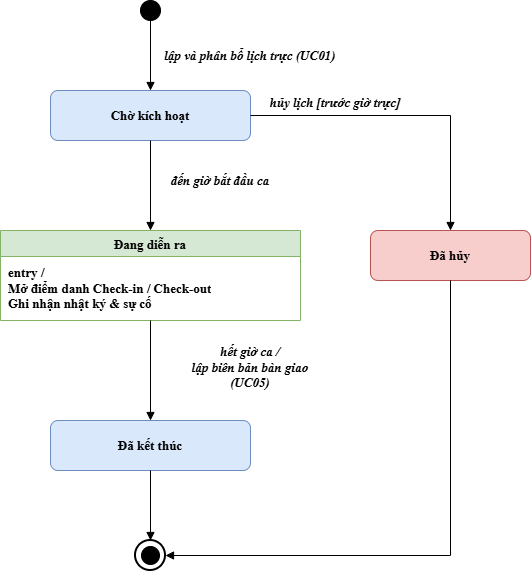 lập và phân bổ lịch trực (UC01)
Chờ kích hoạt
hủy lịch [trước giờ trực]
đến giờ bắt đầu ca
Đang diễn ra
Đã hủy
entry /
Mở điểm danh Check-in / Check-out
Ghi nhận nhật ký & sự cố
hết giờ ca /
lập biên bản bàn giao
(UC05)
Đã kết thúc